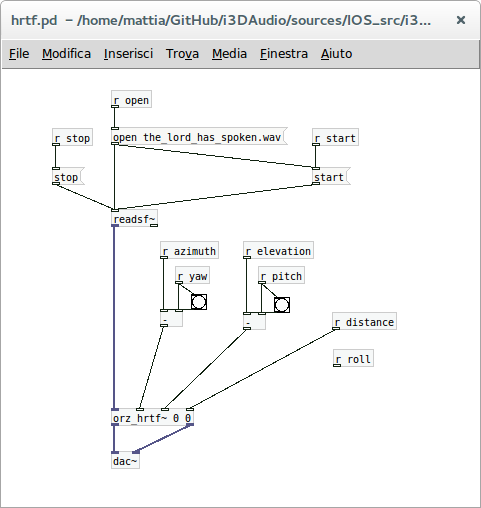 hrtf.pd – /home/mattia/GitHub/i3DAudio/sources/IOS_src/i3...
File Modifica Inserisci Trova Media Finestra Aiuto
r open
r stop
open the_lord_has_spoken.wav
r start
stop
start
readsf~
r azimuth
r elevation
r yaw
r pitch
-
-
r distance
r roll
orz_hrtf~ 0 0
dac~